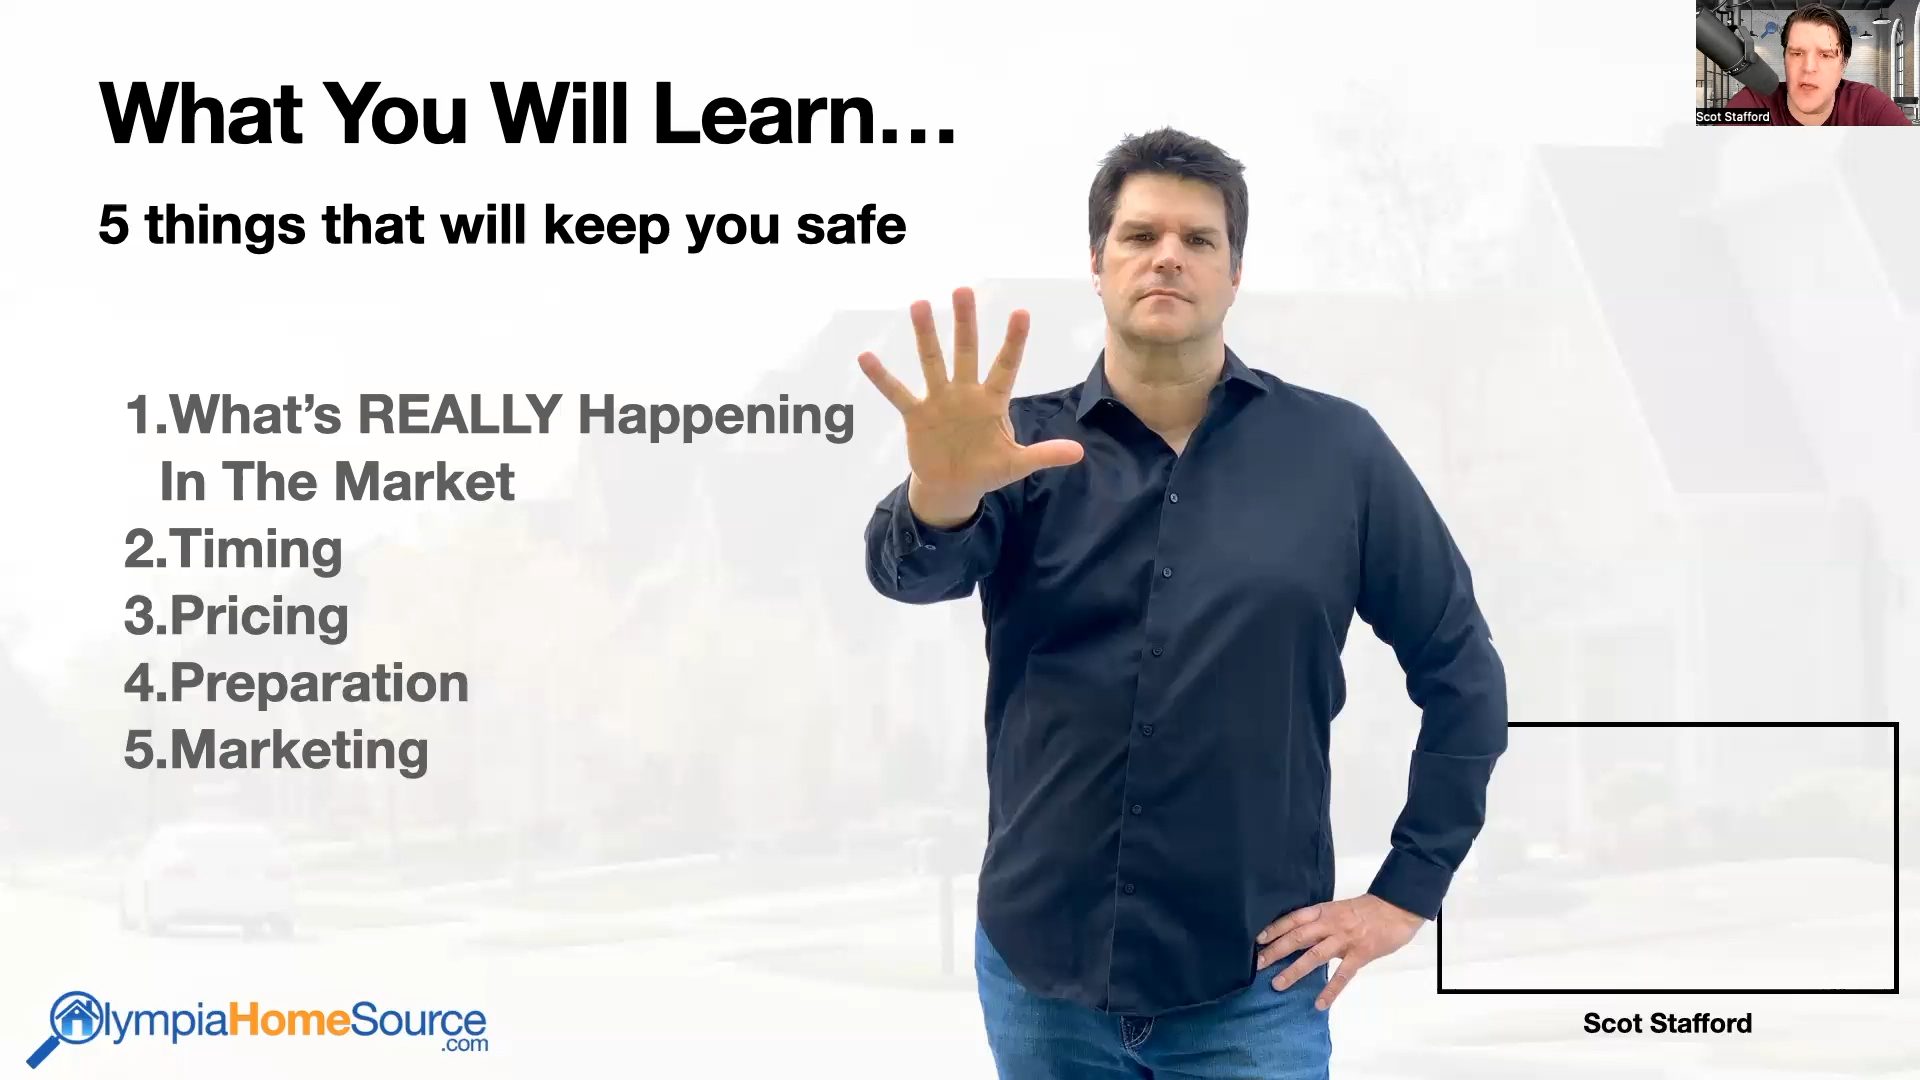 What You Will Learn…
5 things that will keep you safe
1.What’s REALLY Happening
In The Market
2.Timing
3.Pricing
4.Preparation
5.Marketing
OlympiaHomeSource
.com
Scot Stafford
Scot Stafford